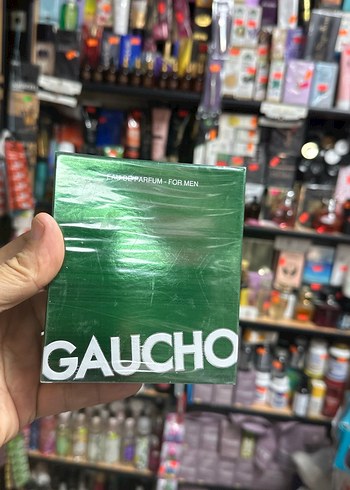 EAU DE PARFUM - FOR MEN
GAUCHO